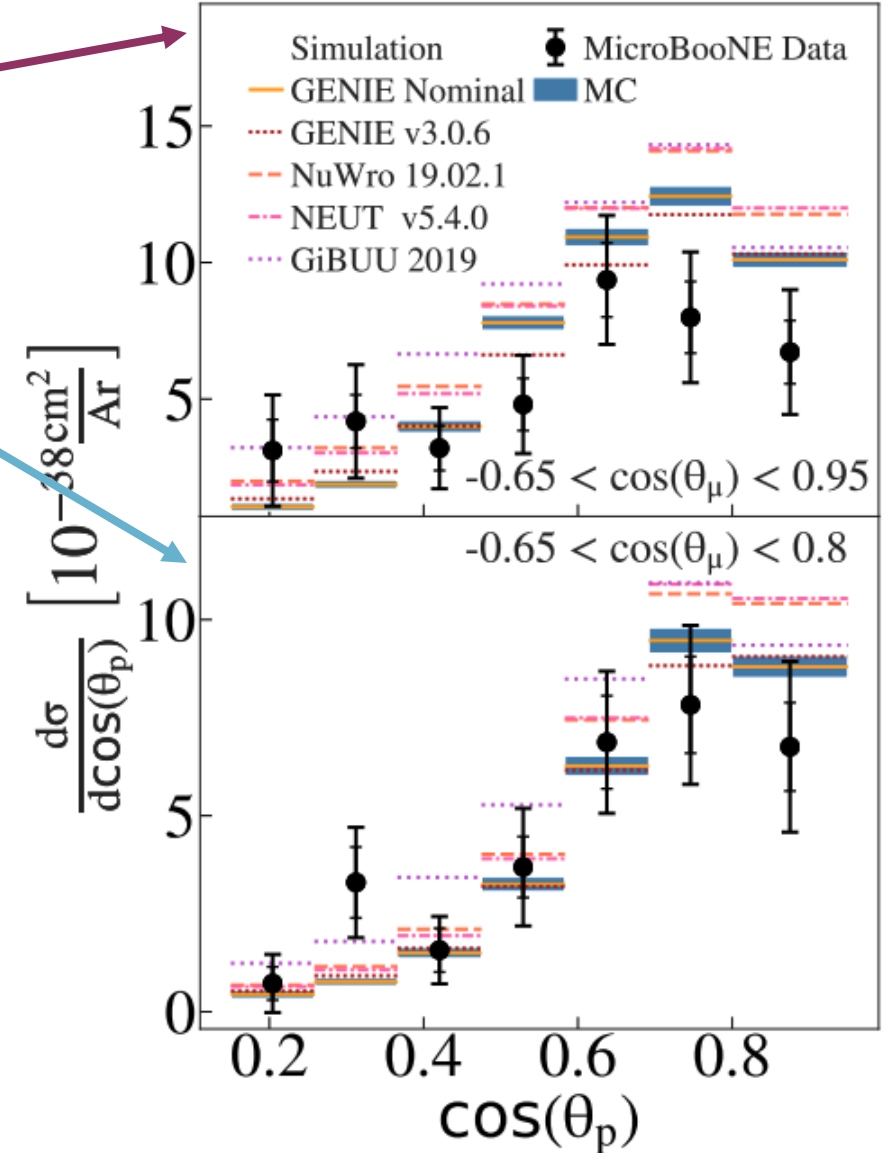 Simulation
MicroBooNE Data
GENIE Nominal
MC
GENIE v3.0.6
NuWro 19.02.1
NEUT v5.4.0
GiBUU 2019
15
10
5
-0.65 < cos(θμ) < 0.95
-0.65 < cos(θμ) < 0.8
10
5
0
dσ/dcos(θp) [10⁻³⁸ cm²/Ar]
0.2 0.4 0.6 0.8
cos(θp)